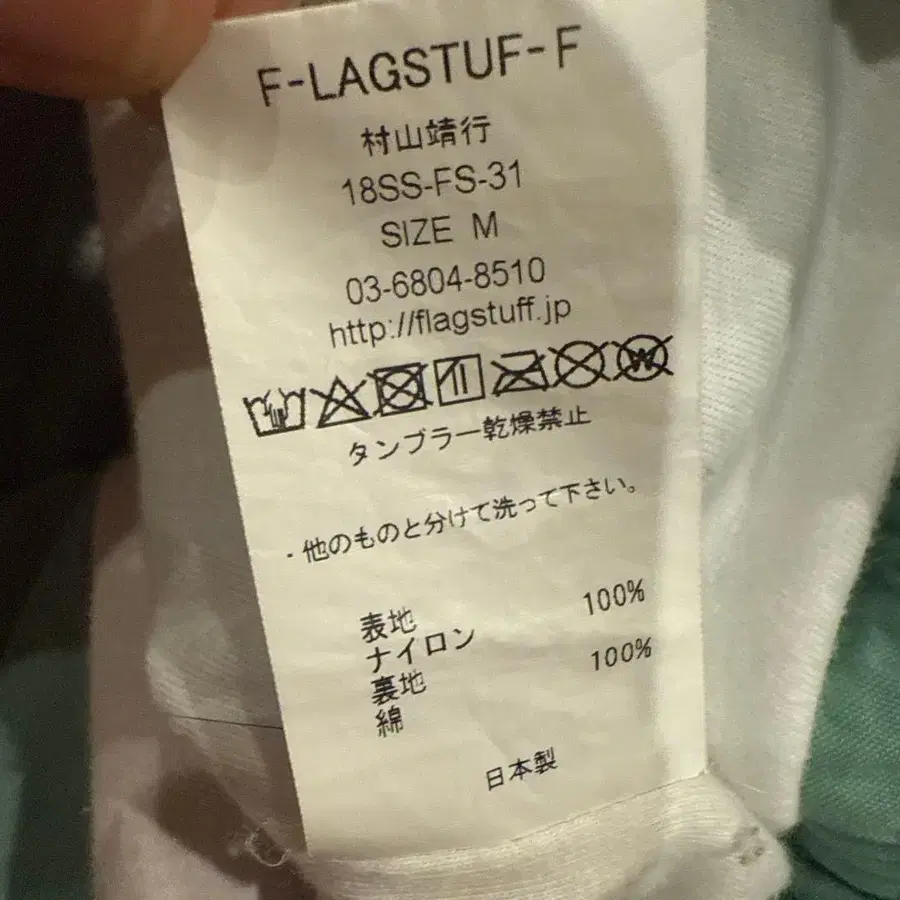 F-LAGSTUF-F
村山靖行
18SS-FS-31
SIZE M
03-6804-8510
http://flagstuff.jp
W
タンブラー乾燥禁止
・他のものと分けて洗って下さい。
表地
ナイロン 100%
裏地
綿 100%
日本製